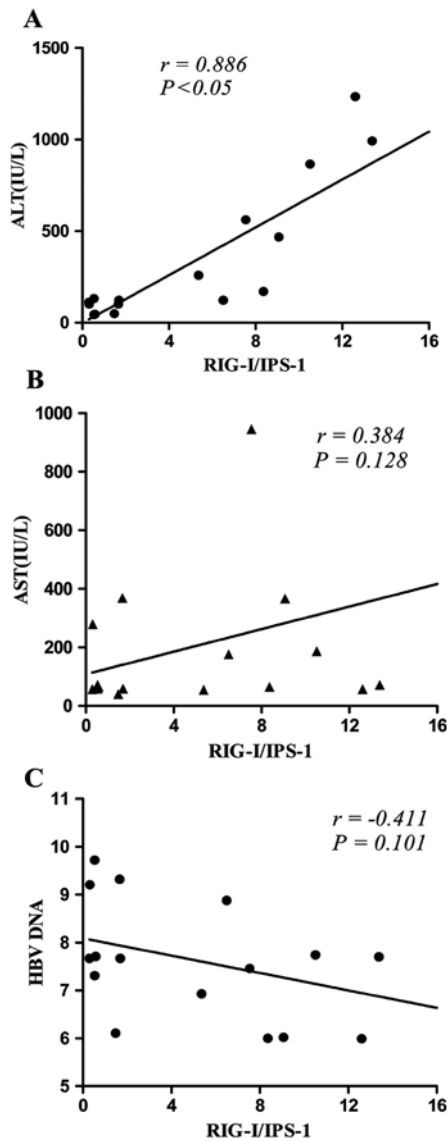 A
r = 0.886
P<0.05
1500
1000
500
0
ALT(IU/L)
0 4 8 12 16
RIG-I/IPS-1
B
r = 0.384
P = 0.128
1000
800
600
400
200
0
AST(IU/L)
0 4 8 12 16
RIG-I/IPS-1
C
r = -0.411
P = 0.101
11
10
9
8
7
6
5
HBV DNA
0 4 8 12 16
RIG-I/IPS-1